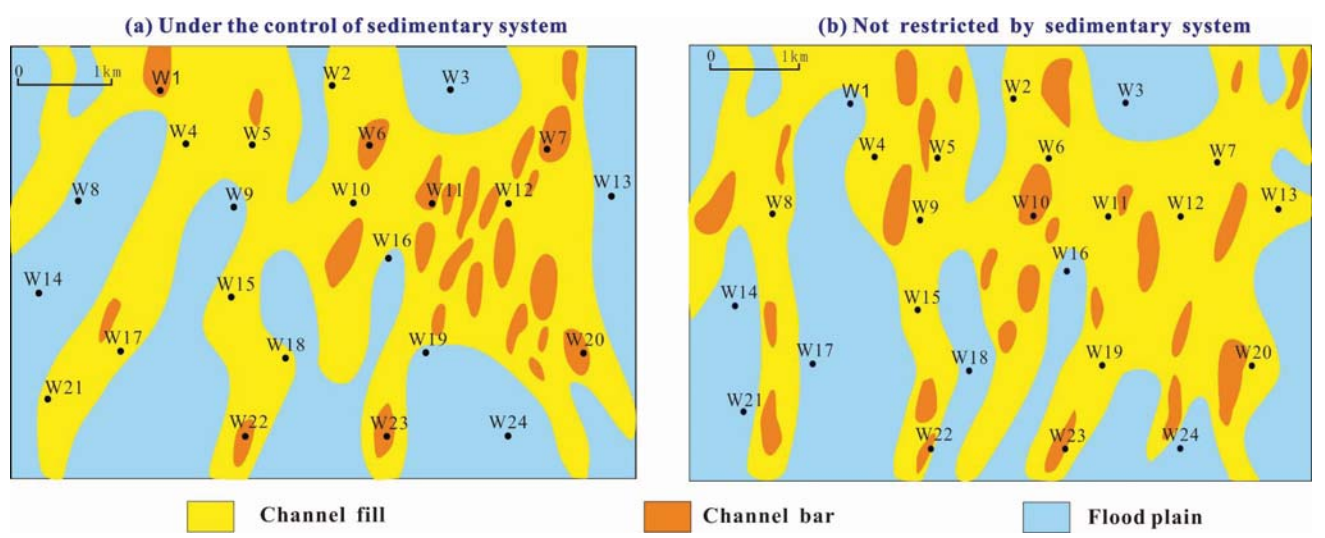 (a) Under the control of sedimentary system
(b) Not restricted by sedimentary system
0 1km
W1
W2
W3
W4
W5
W6
W7
W8
W9
W10
W11
W12
W13
W14
W15
W16
W17
W18
W19
W20
W21
W22
W23
W24
0 1km
W1
W2
W3
W4
W5
W6
W7
W8
W9
W10
W11
W12
W13
W14
W15
W16
W17
W18
W19
W20
W21
W22
W23
W24
Channel fill
Channel bar
Flood plain